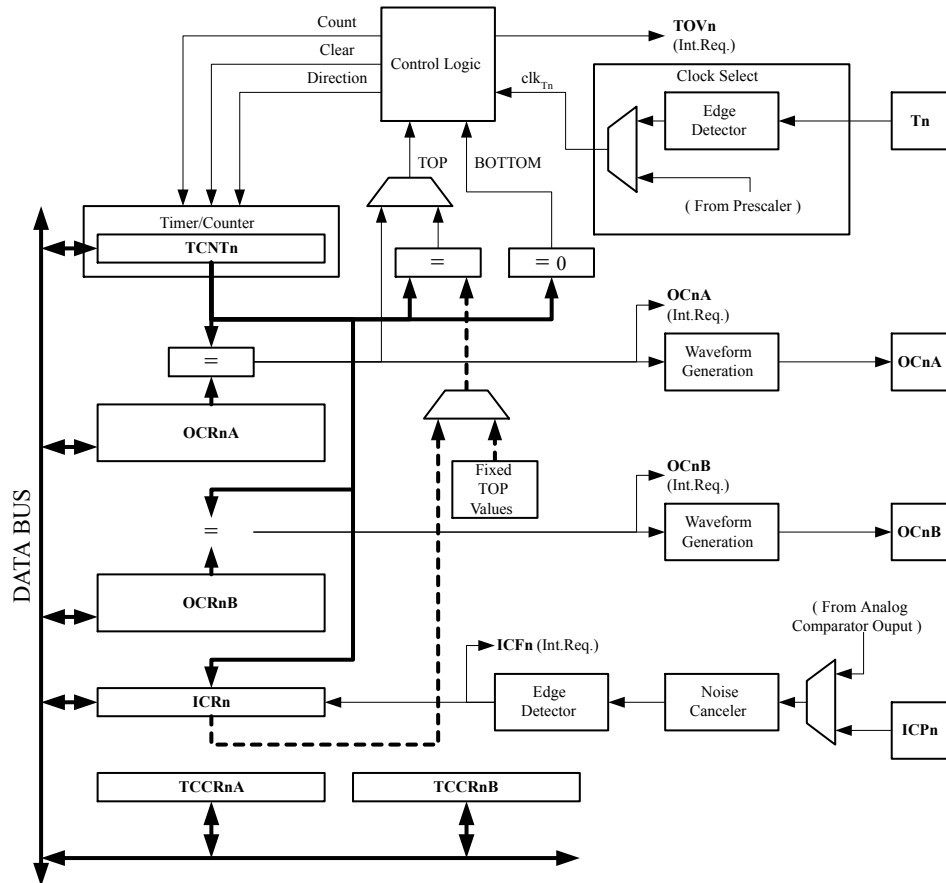 Count
Clear
Direction
Control Logic
TOVn
(Int.Req.)
clkTn
Clock Select
Edge
Detector
Tn
( From Prescaler )
TOP
BOTTOM
Timer/Counter
TCNTn
=
= 0
=
OCnA
(Int.Req.)
Waveform
Generation
OCnA
OCRnA
Fixed
TOP
Values
OCnB
(Int.Req.)
=
Waveform
Generation
OCnB
DATA BUS
OCRnB
( From Analog
Comparator Ouput )
ICFn (Int.Req.)
ICRn
Edge
Detector
Noise
Canceler
ICPn
TCCRnA
TCCRnB